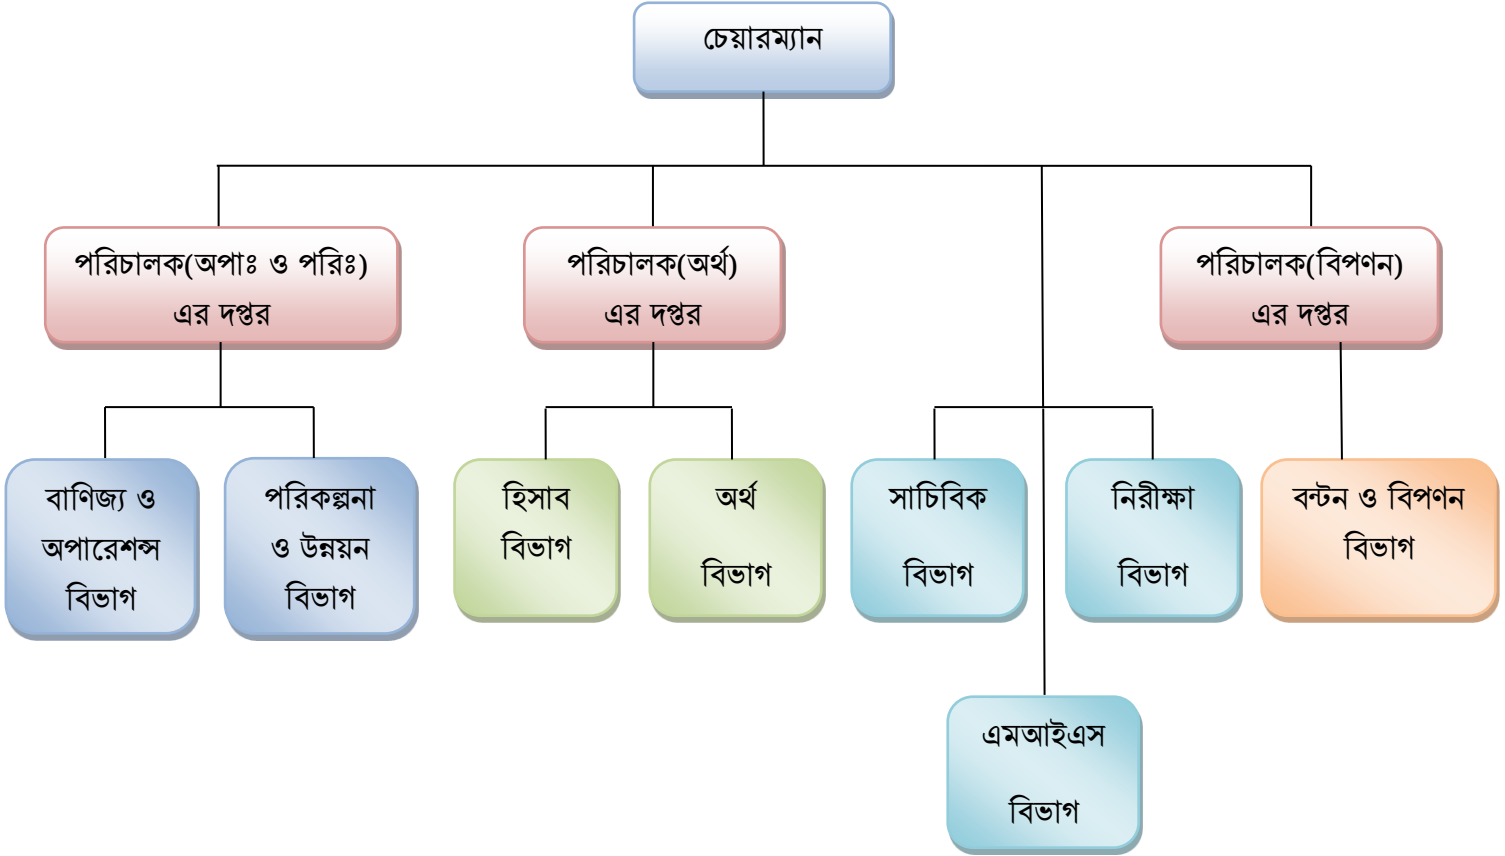 চেয়ারম্যান
পরিচালক(অপাঃ ও পরিঃ)
এর দপ্তর
পরিচালক(অর্থ)
এর দপ্তর
পরিচালক(বিপণন)
এর দপ্তর
বাণিজ্য ও
অপারেশন্স
বিভাগ
পরিকল্পনা
ও উন্নয়ন
বিভাগ
হিসাব
বিভাগ
অর্থ
বিভাগ
সাচিবিক
বিভাগ
নিরীক্ষা
বিভাগ
বন্টন ও বিপণন
বিভাগ
এমআইএস
বিভাগ